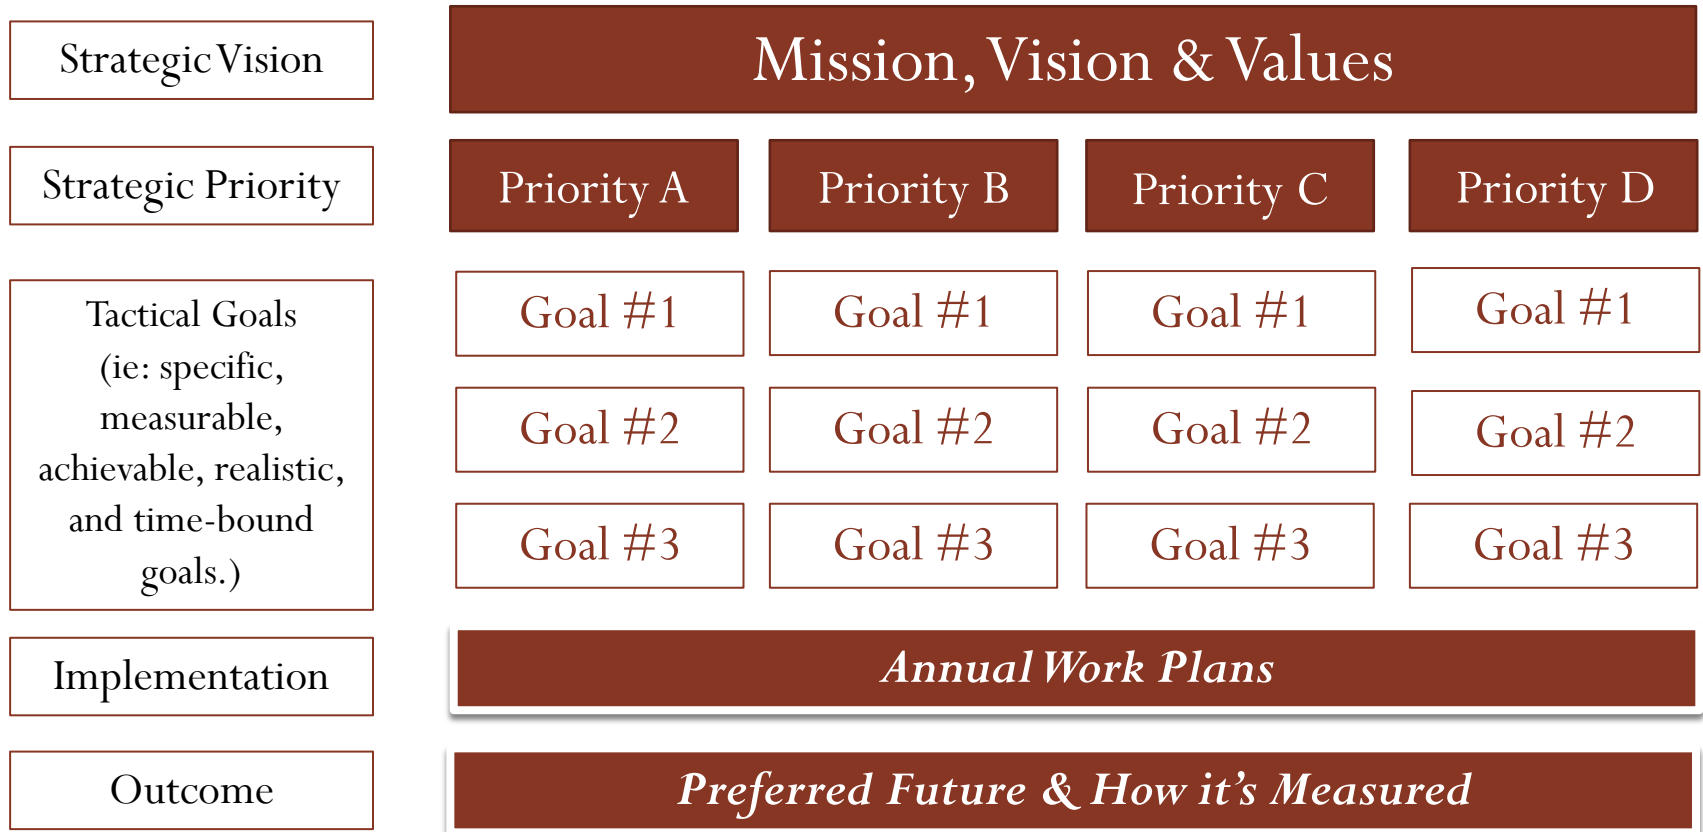 Strategic Vision
Mission, Vision & Values
Strategic Priority
Priority A
Priority B
Priority C
Priority D
Tactical Goals
(ie: specific,
measurable,
achievable, realistic,
and time-bound
goals.)
Goal #1
Goal #1
Goal #1
Goal #1
Goal #2
Goal #2
Goal #2
Goal #2
Goal #3
Goal #3
Goal #3
Goal #3
Implementation
Annual Work Plans
Outcome
Preferred Future & How it’s Measured